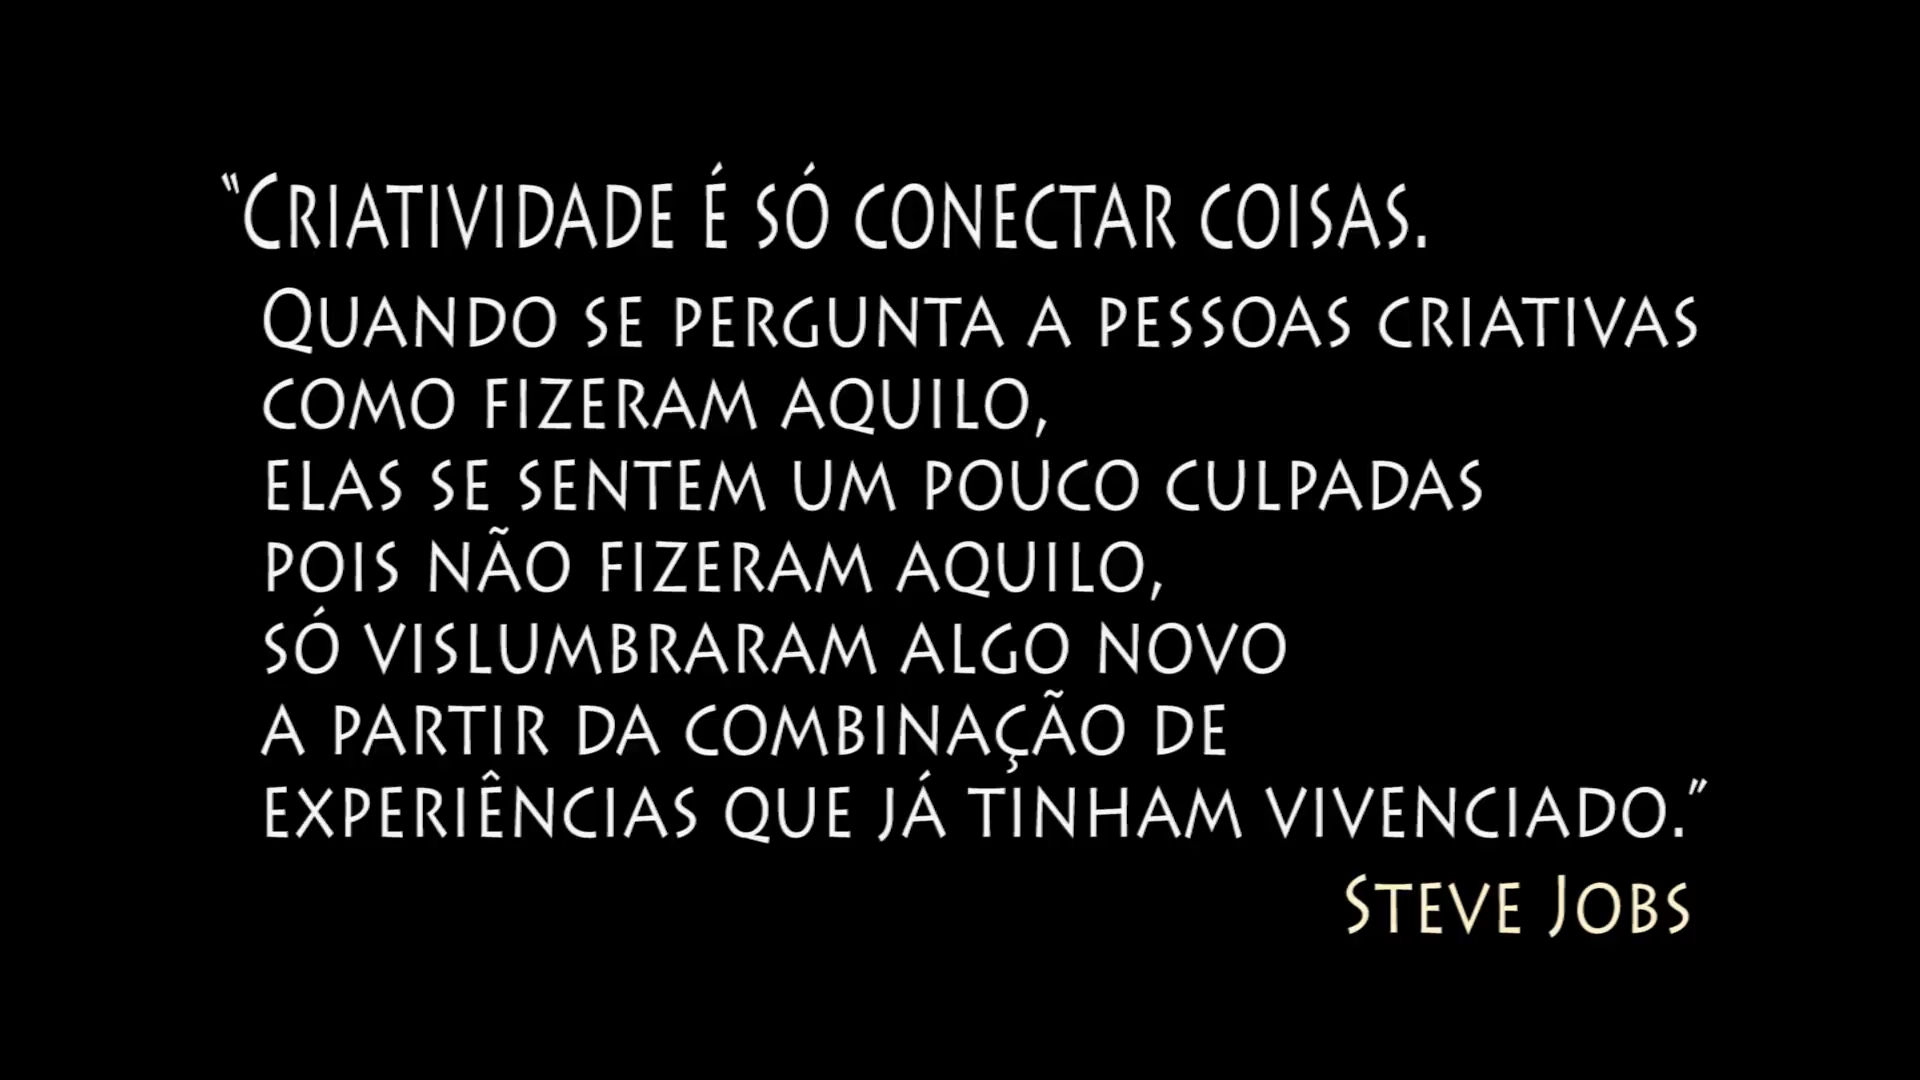 “Criatividade é só conectar coisas.
Quando se pergunta a pessoas criativas
como fizeram aquilo,
elas se sentem um pouco culpadas
pois não fizeram aquilo,
só vislumbraram algo novo
a partir da combinação de
experiências que já tinham vivenciado.”
Steve Jobs